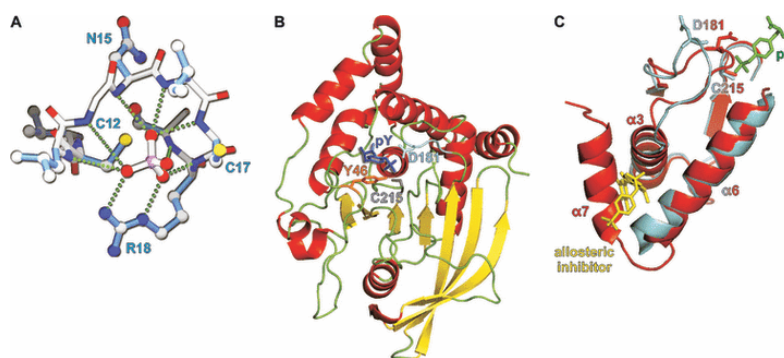 A
N15
C12
C17
R18
B
pY
D181
Y46
C215
C
D181
p
C215
α3
α6
α7
allosteric
inhibitor